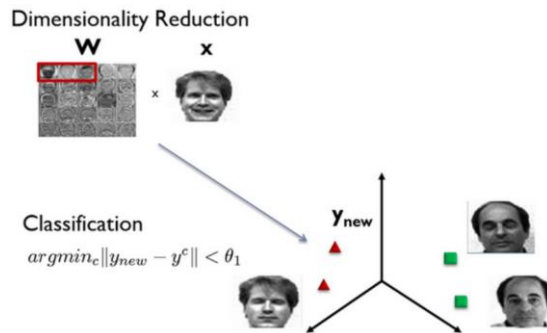 Dimensionality Reduction
W x
x
y_new
Classification
argmin_c‖y_new − y^c‖ < θ_1